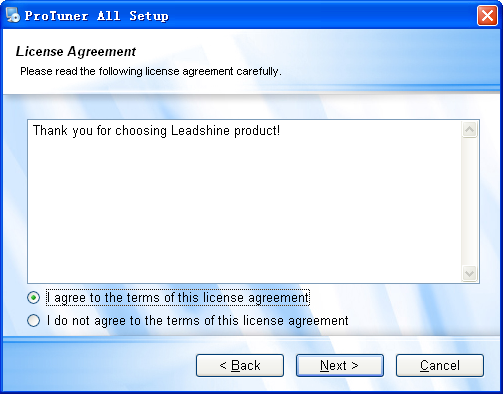 ProTuner All Setup
License Agreement
Please read the following license agreement carefully.
Thank you for choosing Leadshine product!
I agree to the terms of this license agreement
I do not agree to the terms of this license agreement
< Back
Next >
Cancel